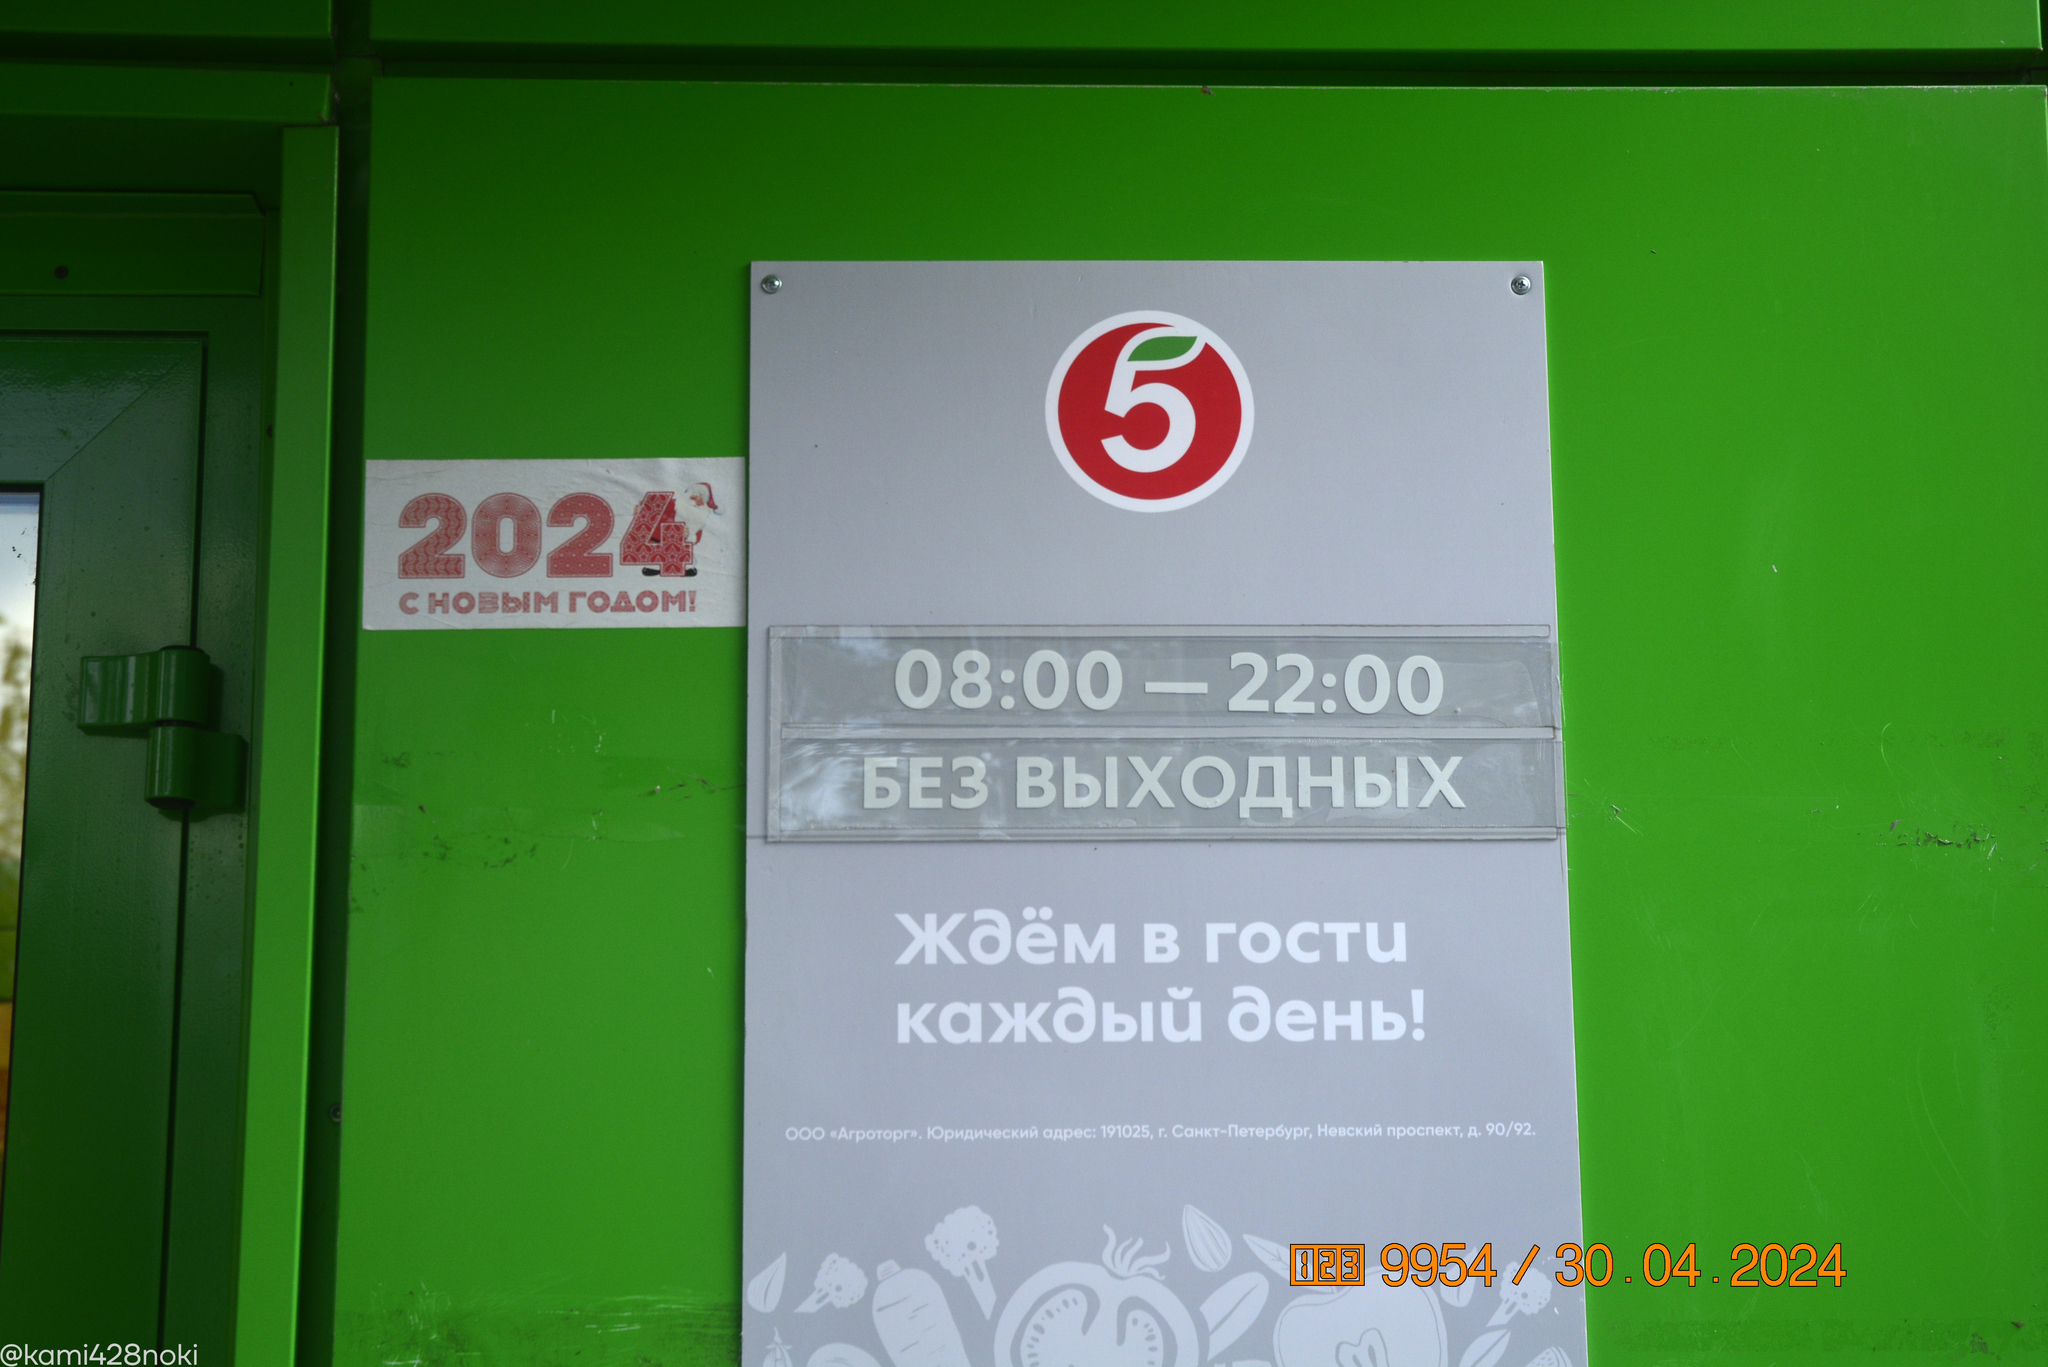 5
2024
С НОВЫМ ГОДОМ!
08:00 — 22:00
БЕЗ ВЫХОДНЫХ
Ждём в гости
каждый день!
ООО «Агроторг». Юридический адрес: 191025, г. Санкт-Петербург, Невский проспект, д. 90/92.
123 9954 / 30.04.2024
@kami428noki